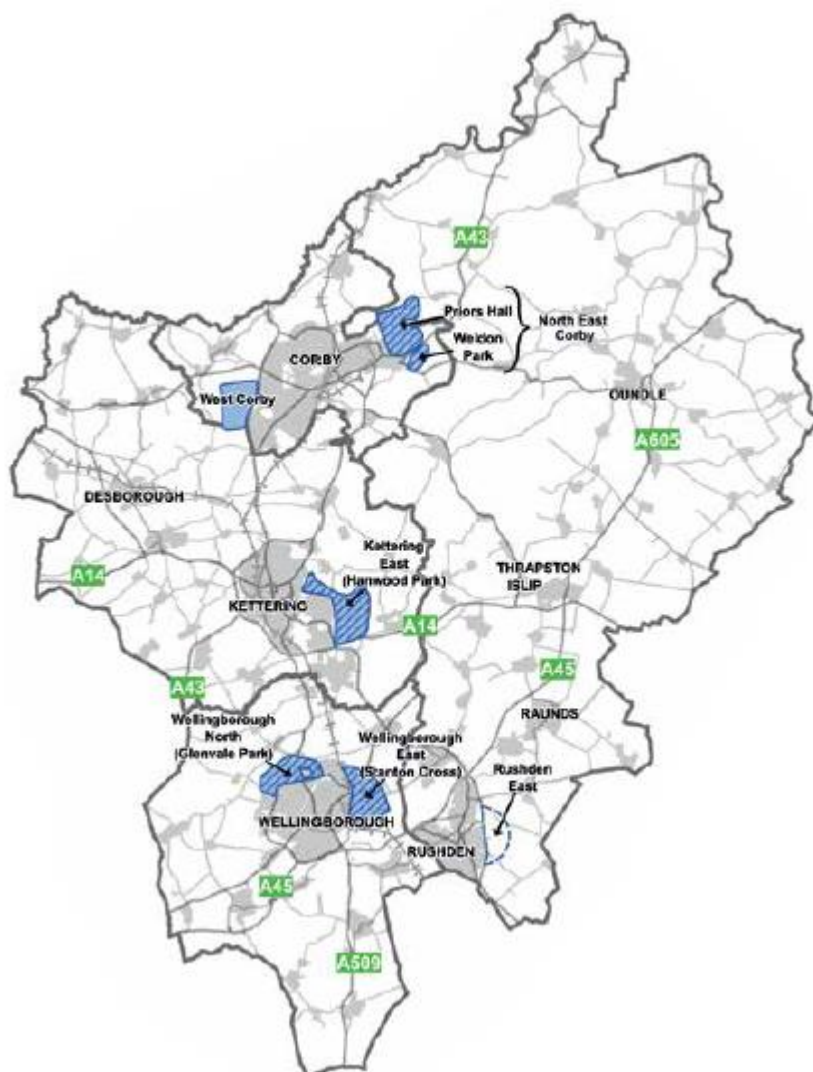 A43
Priors Hall
North East
Corby
Weldon
Park
CORBY
West Corby
OUNDLE
A605
DESBOROUGH
Kettering
East
(Hanwood Park)
THRAPSTON
ISLIP
A14
KETTERING
A14
A45
A43
Wellingborough
North
(Glenvale Park)
Wellingborough
East
(Stanton Cross)
RAUNDS
Rushden
East
WELLINGBOROUGH
RUSHDEN
A45
A509